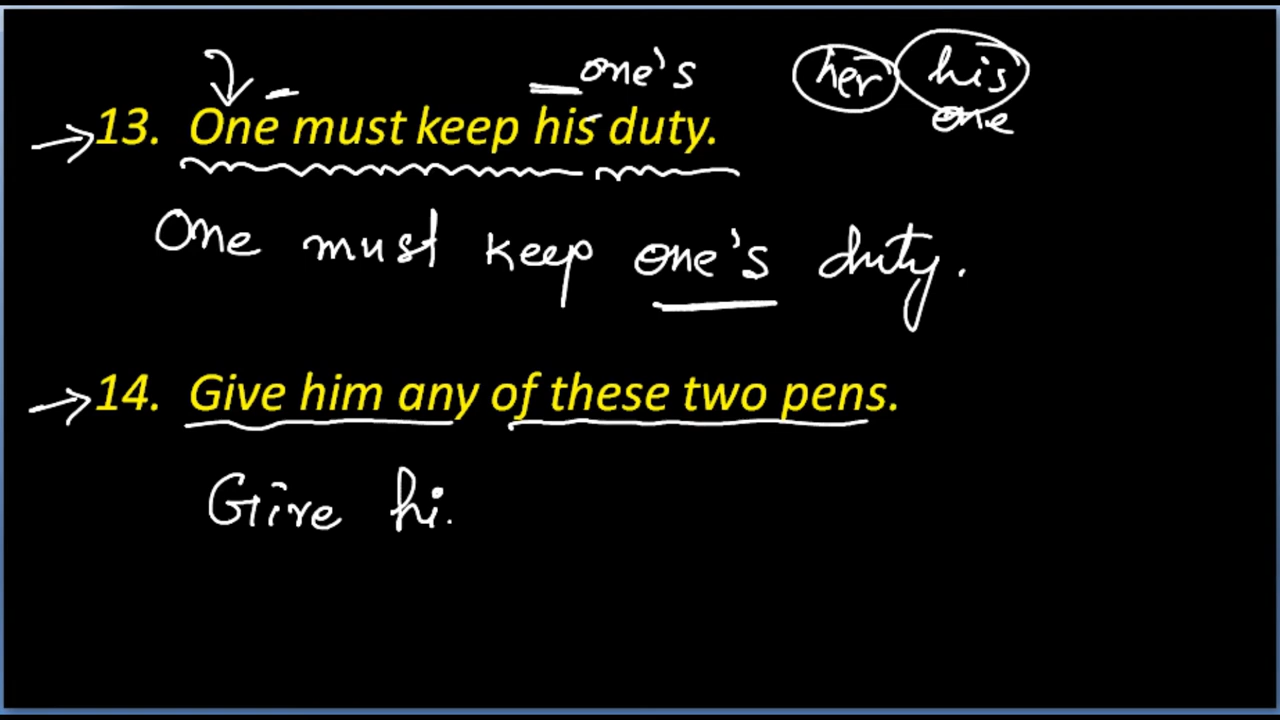 one's her his
one
13. One must keep his duty.
One must keep one's duty.
14. Give him any of these two pens.
Give hi